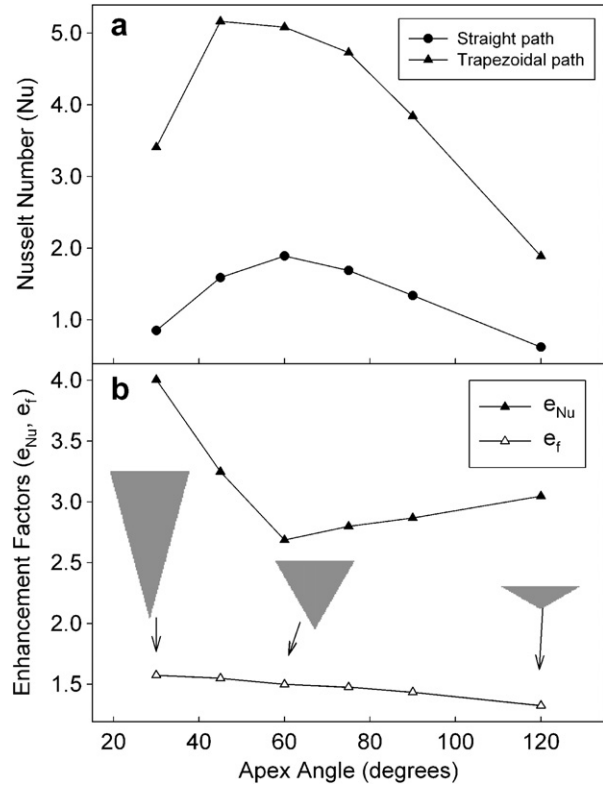 a
Straight path
Trapezoidal path
Nusselt Number (Nu)
5.0
4.0
3.0
2.0
1.0
b
e_Nu
e_f
Enhancement Factors (e_Nu, e_f)
4.0
3.5
3.0
2.5
2.0
1.5
20 40 60 80 100 120
Apex Angle (degrees)